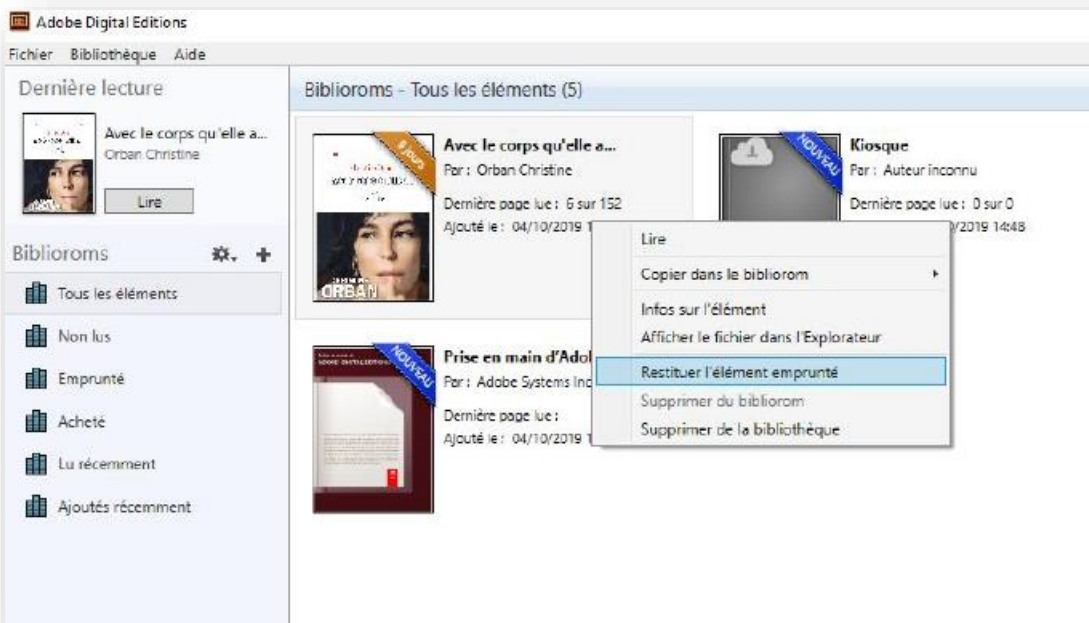 Adobe Digital Editions
Fichier Bibliothèque Aide
Dernière lecture
Avec le corps qu'elle a...
Orban Christine
Lire
Biblioroms
Tous les éléments
Non lus
Emprunté
Acheté
Lu récemment
Ajoutés récemment
Biblioroms - Tous les éléments (5)
jours
ORBAN
Avec le corps qu'elle a...
Par : Orban Christine
Dernière page lue : 6 sur 152
Ajouté le : 04/10/2019 1
NOUVEAU
Kiosque
Par : Auteur inconnu
Dernière page lue : 0 sur 0
/2019 14:48
NOUVEAU
Prise en main d'Adol
Par : Adobe Systems Inc
Dernière page lue :
Ajouté le : 04/10/2019 1
Lire
Copier dans le bibliorom
Infos sur l'élément
Afficher le fichier dans l'Explorateur
Restituer l'élément emprunté
Supprimer du bibliorom
Supprimer de la bibliothèque